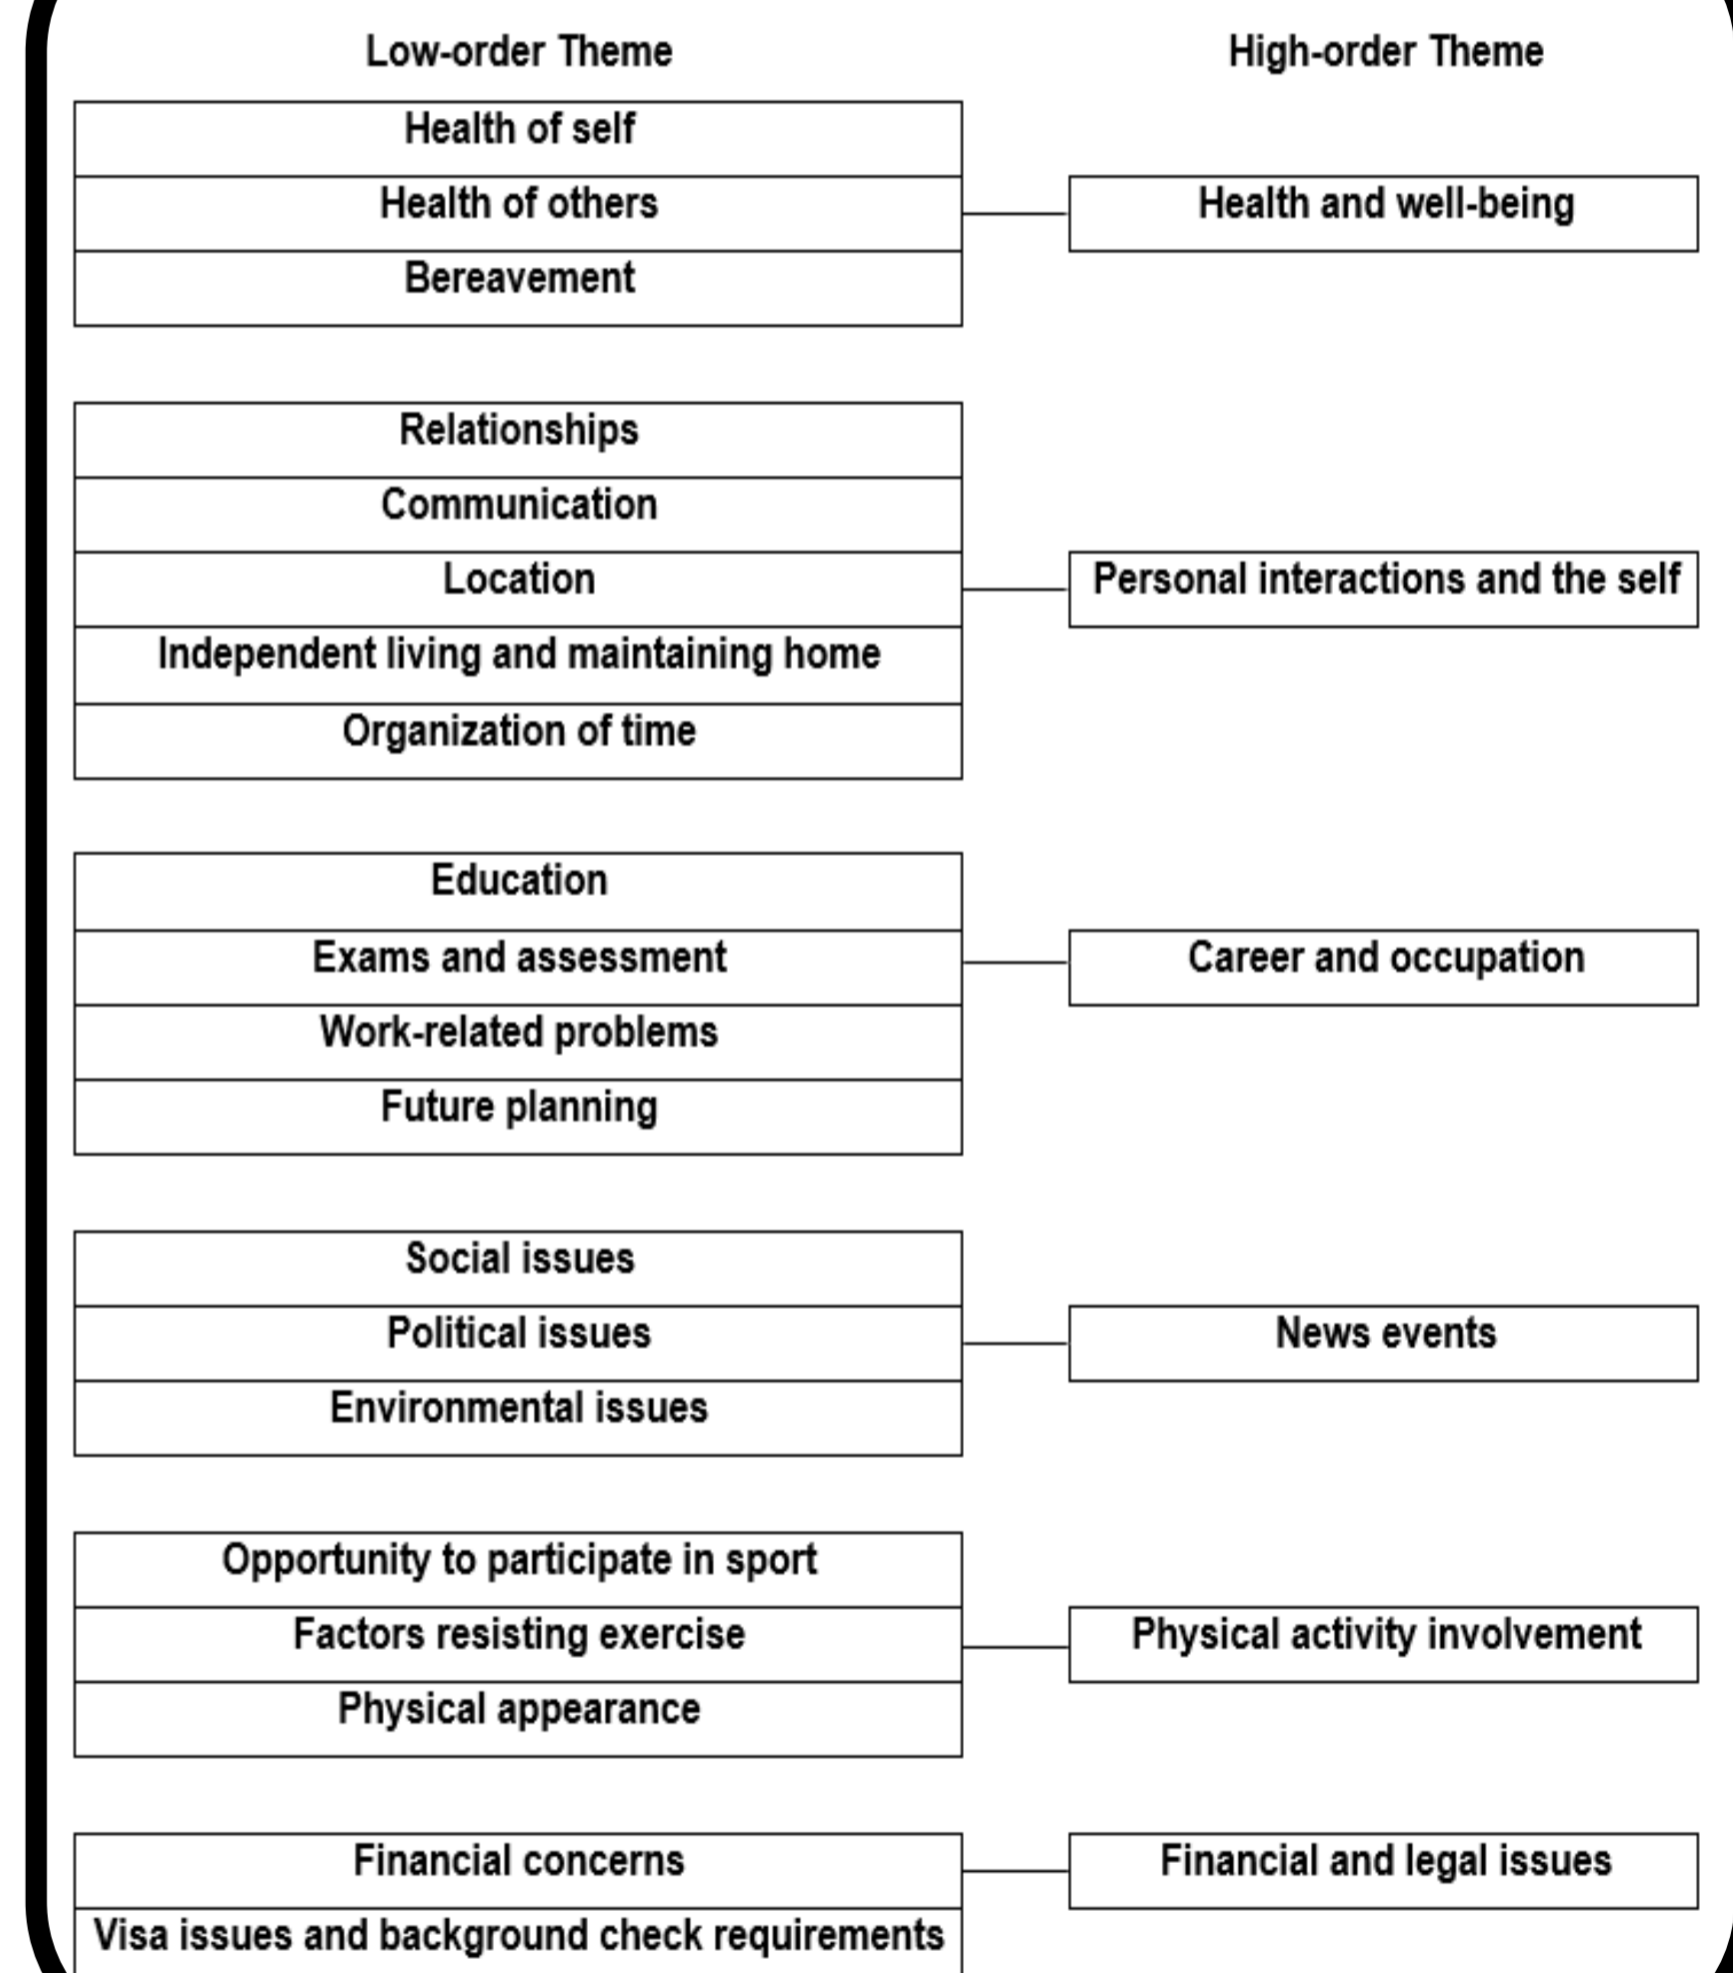 Low-order Theme High-order Theme
Health of self
Health of others Health and well-being
Bereavement
Relationships
Communication
Location Personal interactions and the self
Independent living and maintaining home
Organization of time
Education
Exams and assessment Career and occupation
Work-related problems
Future planning
Social issues
Political issues News events
Environmental issues
Opportunity to participate in sport
Factors resisting exercise Physical activity involvement
Physical appearance
Financial concerns Financial and legal issues
Visa issues and background check requirements